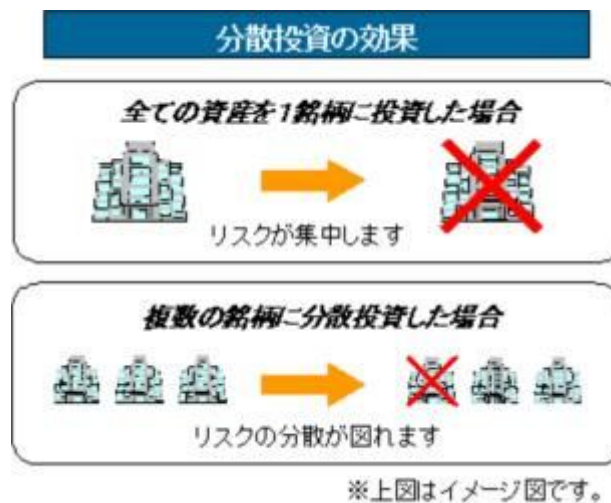 分散投資の効果
全ての資産を1銘柄に投資した場合
リスクが集中します
複数の銘柄に分散投資した場合
リスクの分散が図れます
※上図はイメージ図です。